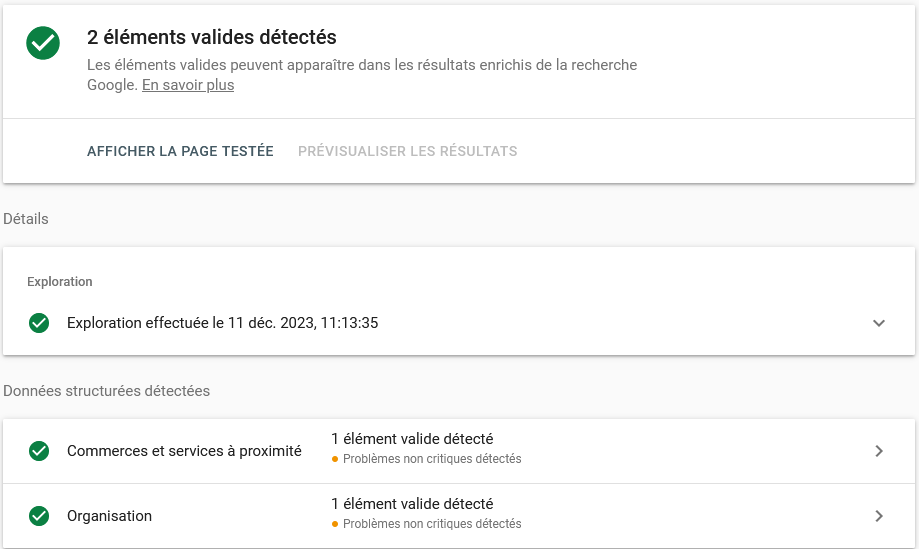 2 éléments valides détectés
Les éléments valides peuvent apparaître dans les résultats enrichis de la recherche
Google. En savoir plus
AFFICHER LA PAGE TESTÉE PRÉVISUALISER LES RÉSULTATS
Détails
Exploration
Exploration effectuée le 11 déc. 2023, 11:13:35
Données structurées détectées
Commerces et services à proximité
1 élément valide détecté
Problèmes non critiques détectés
Organisation
1 élément valide détecté
Problèmes non critiques détectés